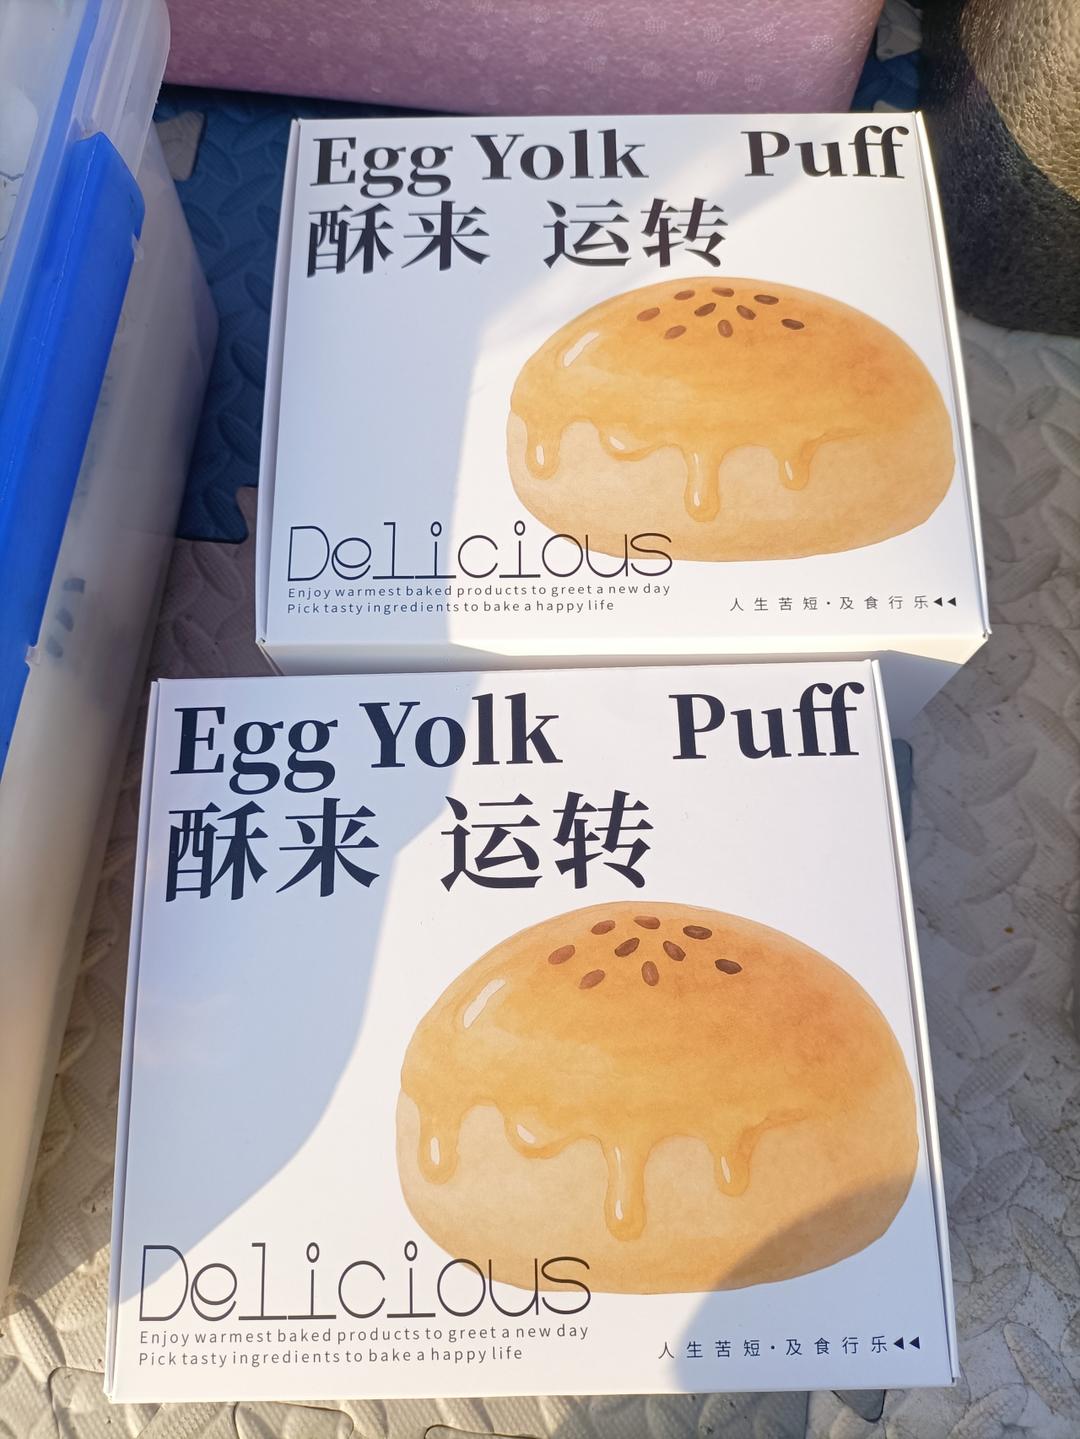 Egg Yolk Puff
酥来 运转
Delicious
Enjoy warmest baked products to greet a new day
Pick tasty ingredients to bake a happy life
人生苦短·及食行乐◀◀
Egg Yolk Puff
酥来 运转
Delicious
Enjoy warmest baked products to greet a new day
Pick tasty ingredients to bake a happy life
人生苦短·及食行乐◀◀